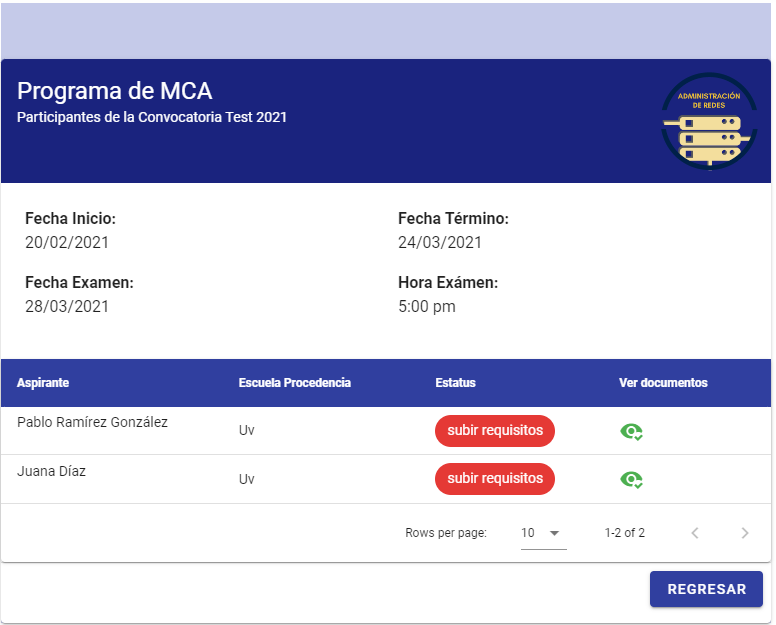 Programa de MCA
Participantes de la Convocatoria Test 2021
ADMINISTRACIÓN
DE REDES
Fecha Inicio:
20/02/2021
Fecha Término:
24/03/2021
Fecha Examen:
28/03/2021
Hora Exámen:
5:00 pm
Aspirante Escuela Procedencia Estatus Ver documentos
Pablo Ramírez González Uv subir requisitos
Juana Díaz Uv subir requisitos
Rows per page: 10 1-2 of 2
REGRESAR